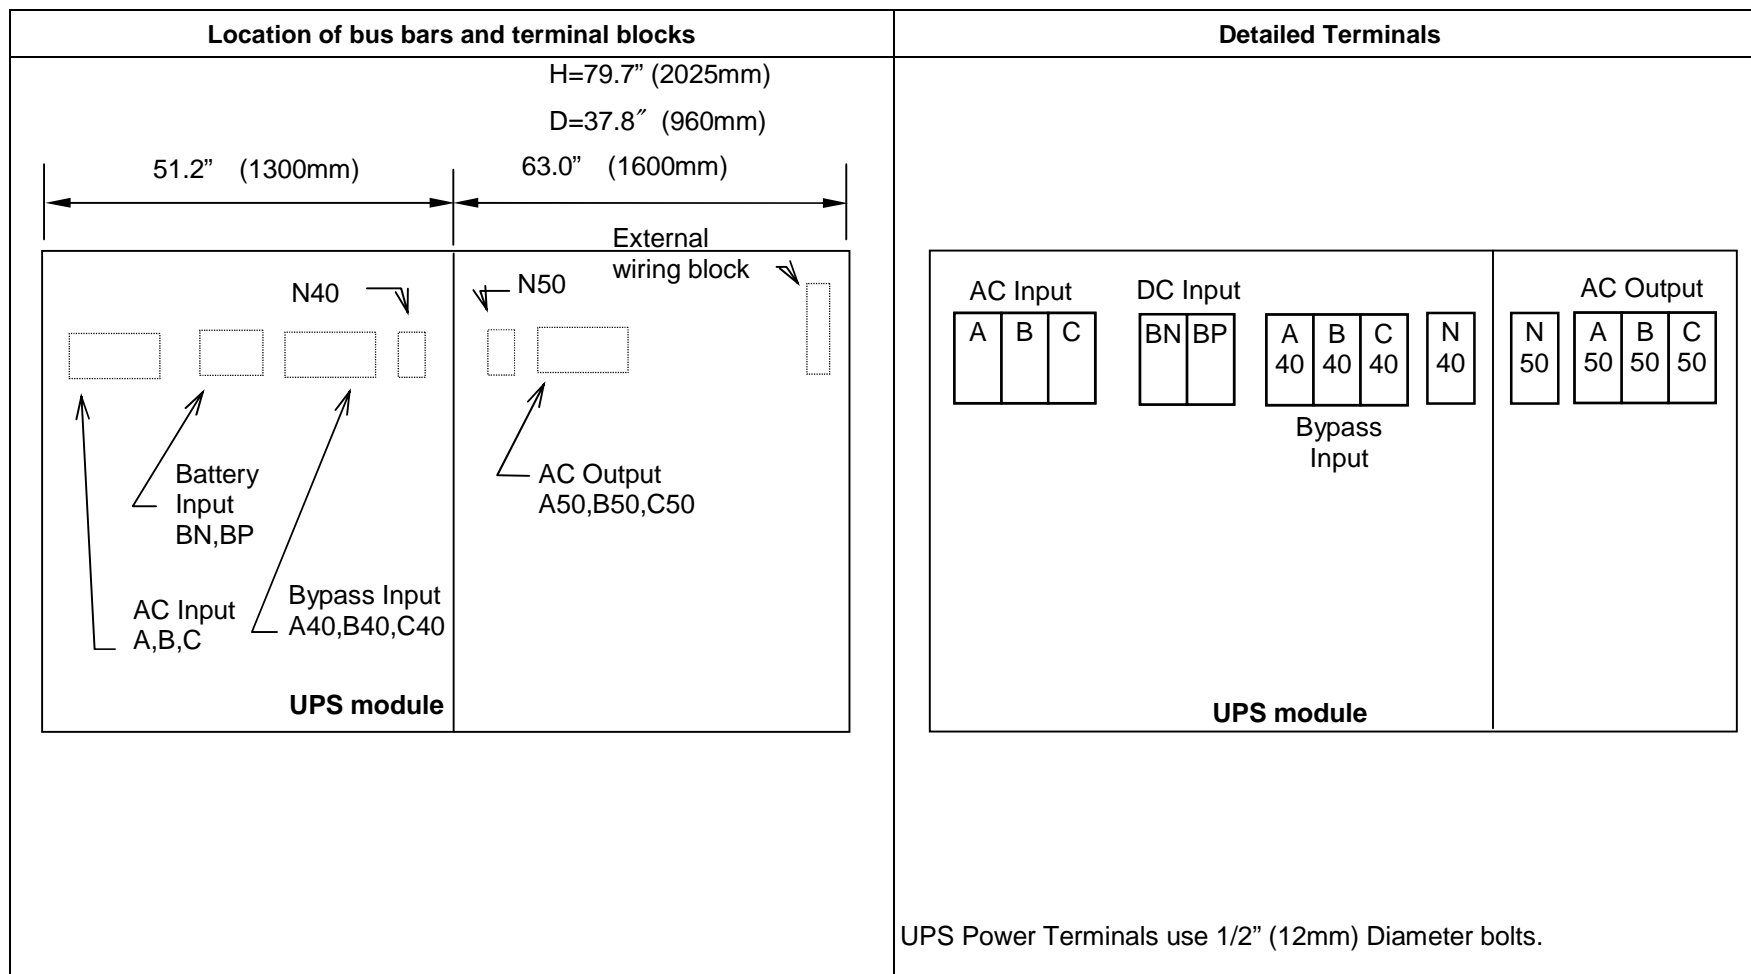 Location of bus bars and terminal blocks
H=79.7” (2025mm)
D=37.8″ (960mm)
51.2” (1300mm)
63.0” (1600mm)
External
wiring block
N40
N50
Battery
Input
BN,BP
AC Output
A50,B50,C50
AC Input
A,B,C
Bypass Input
A40,B40,C40
UPS module
Detailed Terminals
AC Input
DC Input
AC Output
A B C
BN BP
A B C
40 40 40
N
40
N
50
A B C
50 50 50
Bypass
Input
UPS module
UPS Power Terminals use 1/2” (12mm) Diameter bolts.